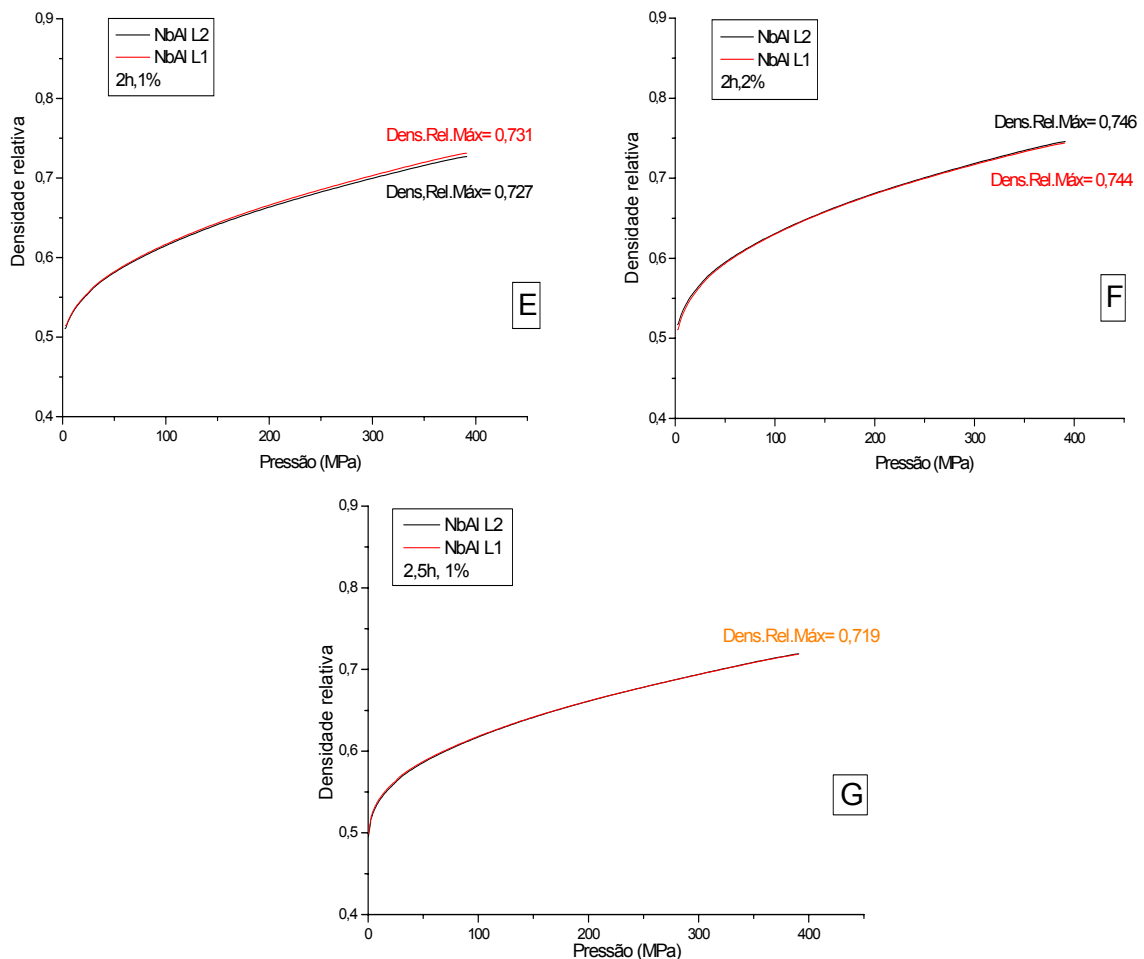 NbAl L2
NbAl L1
2h,1%
Dens.Rel.Máx= 0,731
Dens,Rel.Máx= 0,727
E
0,9
0,8
0,7
0,6
0,5
0,4
Densidade relativa
0 100 200 300 400
Pressão (MPa)
NbAl L2
NbAl L1
2h,2%
Dens.Rel.Máx= 0,746
Dens.Rel.Máx= 0,744
F
0,9
0,8
0,7
0,6
0,5
0,4
Densidade relativa
0 100 200 300 400
Pressão (MPa)
NbAl L2
NbAl L1
2,5h, 1%
Dens.Rel.Máx= 0,719
G
0,9
0,8
0,7
0,6
0,5
0,4
Densidade relativa
0 100 200 300 400
Pressão (MPa)